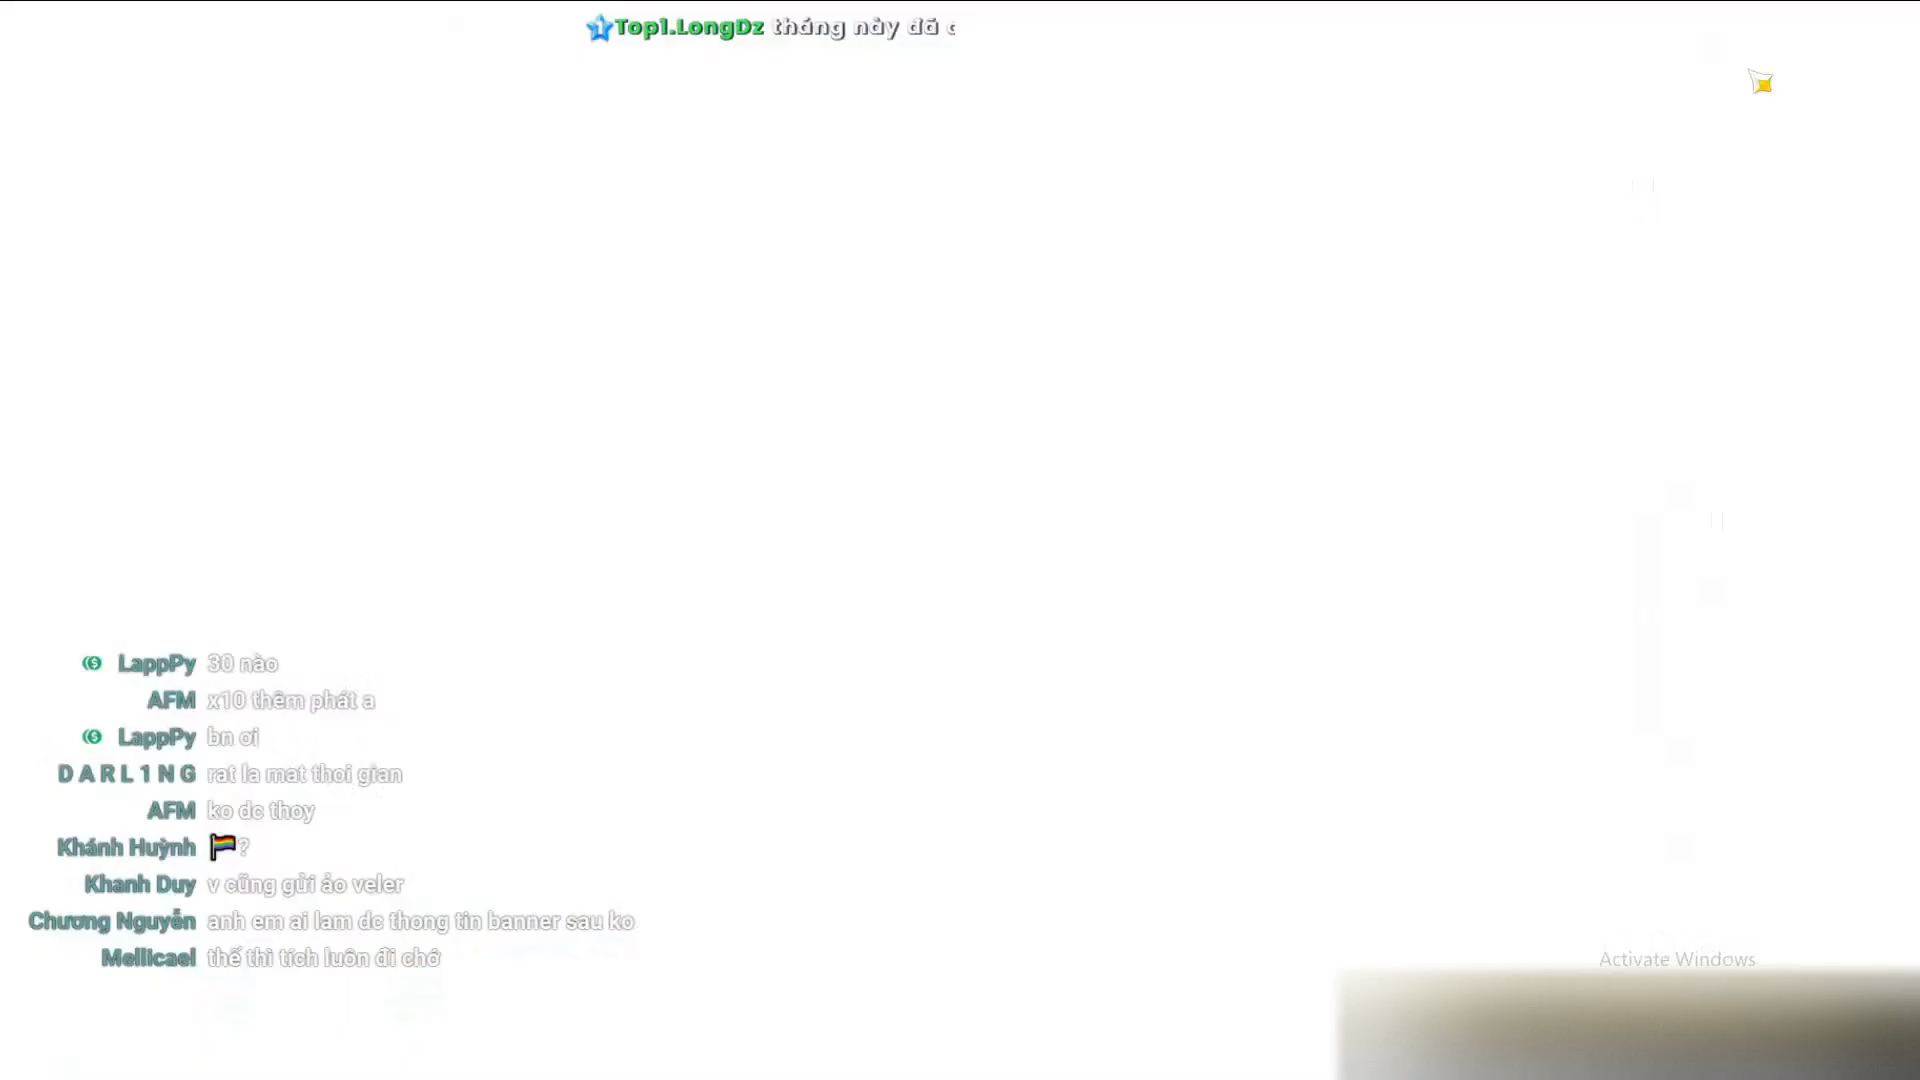 1 Top1.LongDz tháng này đã
LappPy 30 nào
AFM x10 thêm phát a
LappPy bn ơi
D A R L 1 N G rat la mat thoi gian
AFM ko dc thoy
Khánh Huỳnh 🏳️‍🌈?
Khanh Duy v cũng gửi ảo veler
Chương Nguyễn anh em ai lam dc thong tin banner sau ko
Mellicael thế thì tích luôn đi chớ
Activate Windows